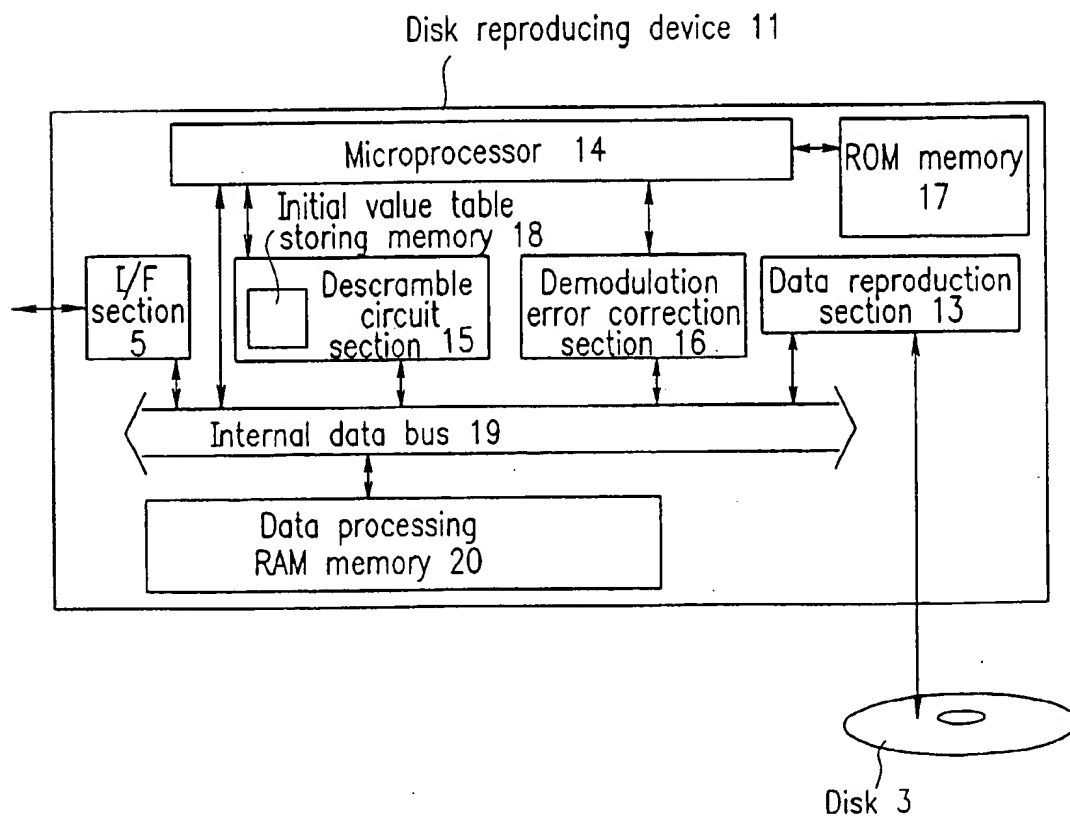 Disk reproducing device 11
Microprocessor 14
ROM memory
17
Initial value table
storing memory 18
I/F
section
5
Descramble
circuit
section 15
Demodulation
error correction
section 16
Data reproduction
section 13
Internal data bus 19
Data processing
RAM memory 20
Disk 3